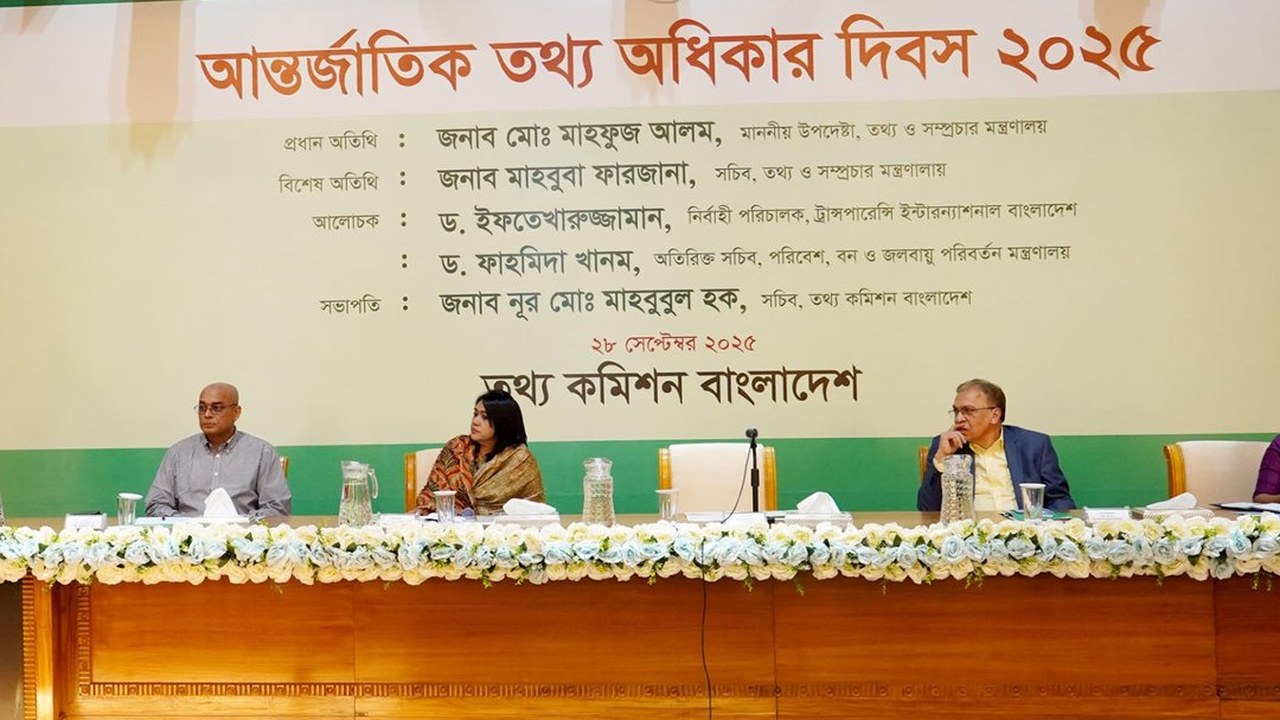 আন্তর্জাতিক তথ্য অধিকার দিবস ২০২৫
প্রধান অতিথি : জনাব মোঃ মাহফুজ আলম, মাননীয় উপদেষ্টা, তথ্য ও সম্প্রচার মন্ত্রণালয়
বিশেষ অতিথি : জনাব মাহবুবা ফারজানা, সচিব, তথ্য ও সম্প্রচার মন্ত্রণালয়
আলোচক : ড. ইফতেখারুজ্জামান, নির্বাহী পরিচালক, ট্রান্সপারেন্সি ইন্টারন্যাশনাল বাংলাদেশ
: ড. ফাহমিদা খানম, অতিরিক্ত সচিব, পরিবেশ, বন ও জলবায়ু পরিবর্তন মন্ত্রণালয়
সভাপতি : জনাব নূর মোঃ মাহবুবুল হক, সচিব, তথ্য কমিশন বাংলাদেশ
২৮ সেপ্টেম্বর ২০২৫
তথ্য কমিশন বাংলাদেশ